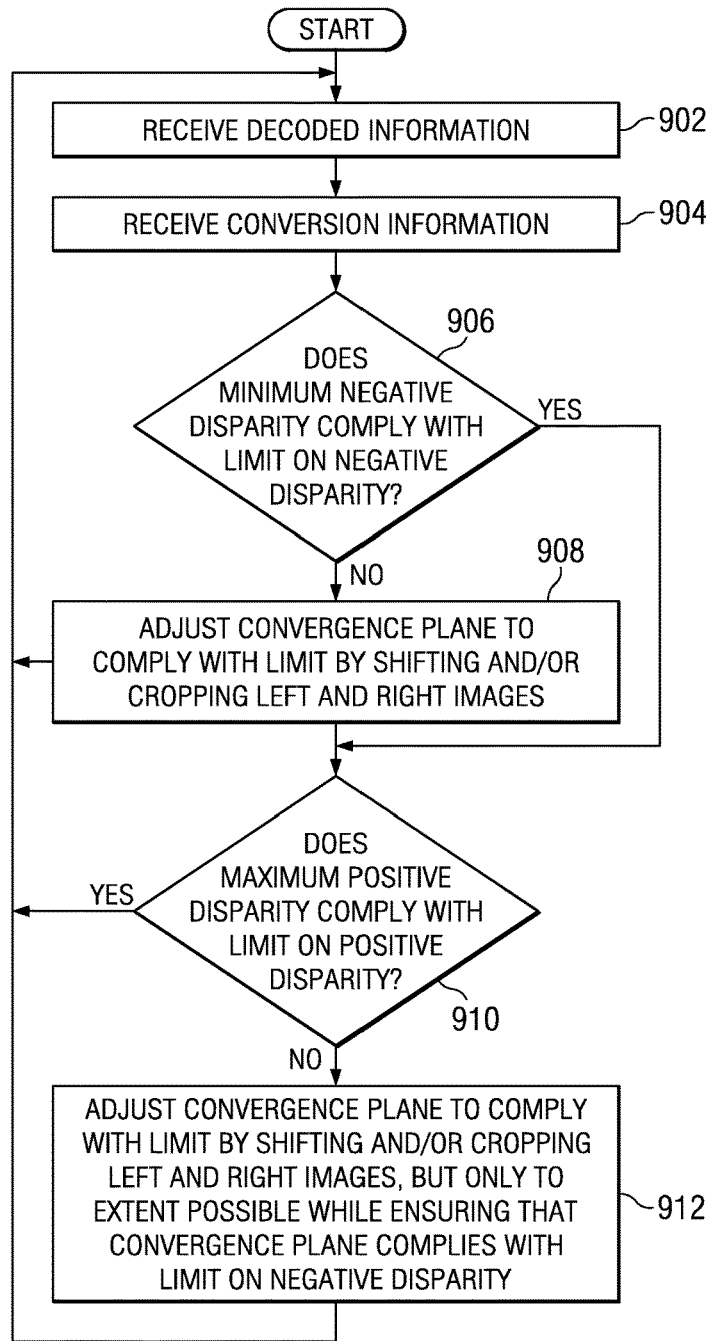 START
RECEIVE DECODED INFORMATION
902
RECEIVE CONVERSION INFORMATION
904
906
DOES
MINIMUM NEGATIVE
DISPARITY COMPLY WITH
LIMIT ON NEGATIVE
DISPARITY?
YES
NO
908
ADJUST CONVERGENCE PLANE TO
COMPLY WITH LIMIT BY SHIFTING AND/OR
CROPPING LEFT AND RIGHT IMAGES
DOES
MAXIMUM POSITIVE
DISPARITY COMPLY WITH
LIMIT ON POSITIVE
DISPARITY?
YES
910
NO
ADJUST CONVERGENCE PLANE TO COMPLY
WITH LIMIT BY SHIFTING AND/OR CROPPING
LEFT AND RIGHT IMAGES, BUT ONLY TO
EXTENT POSSIBLE WHILE ENSURING THAT
CONVERGENCE PLANE COMPLIES WITH
LIMIT ON NEGATIVE DISPARITY
912